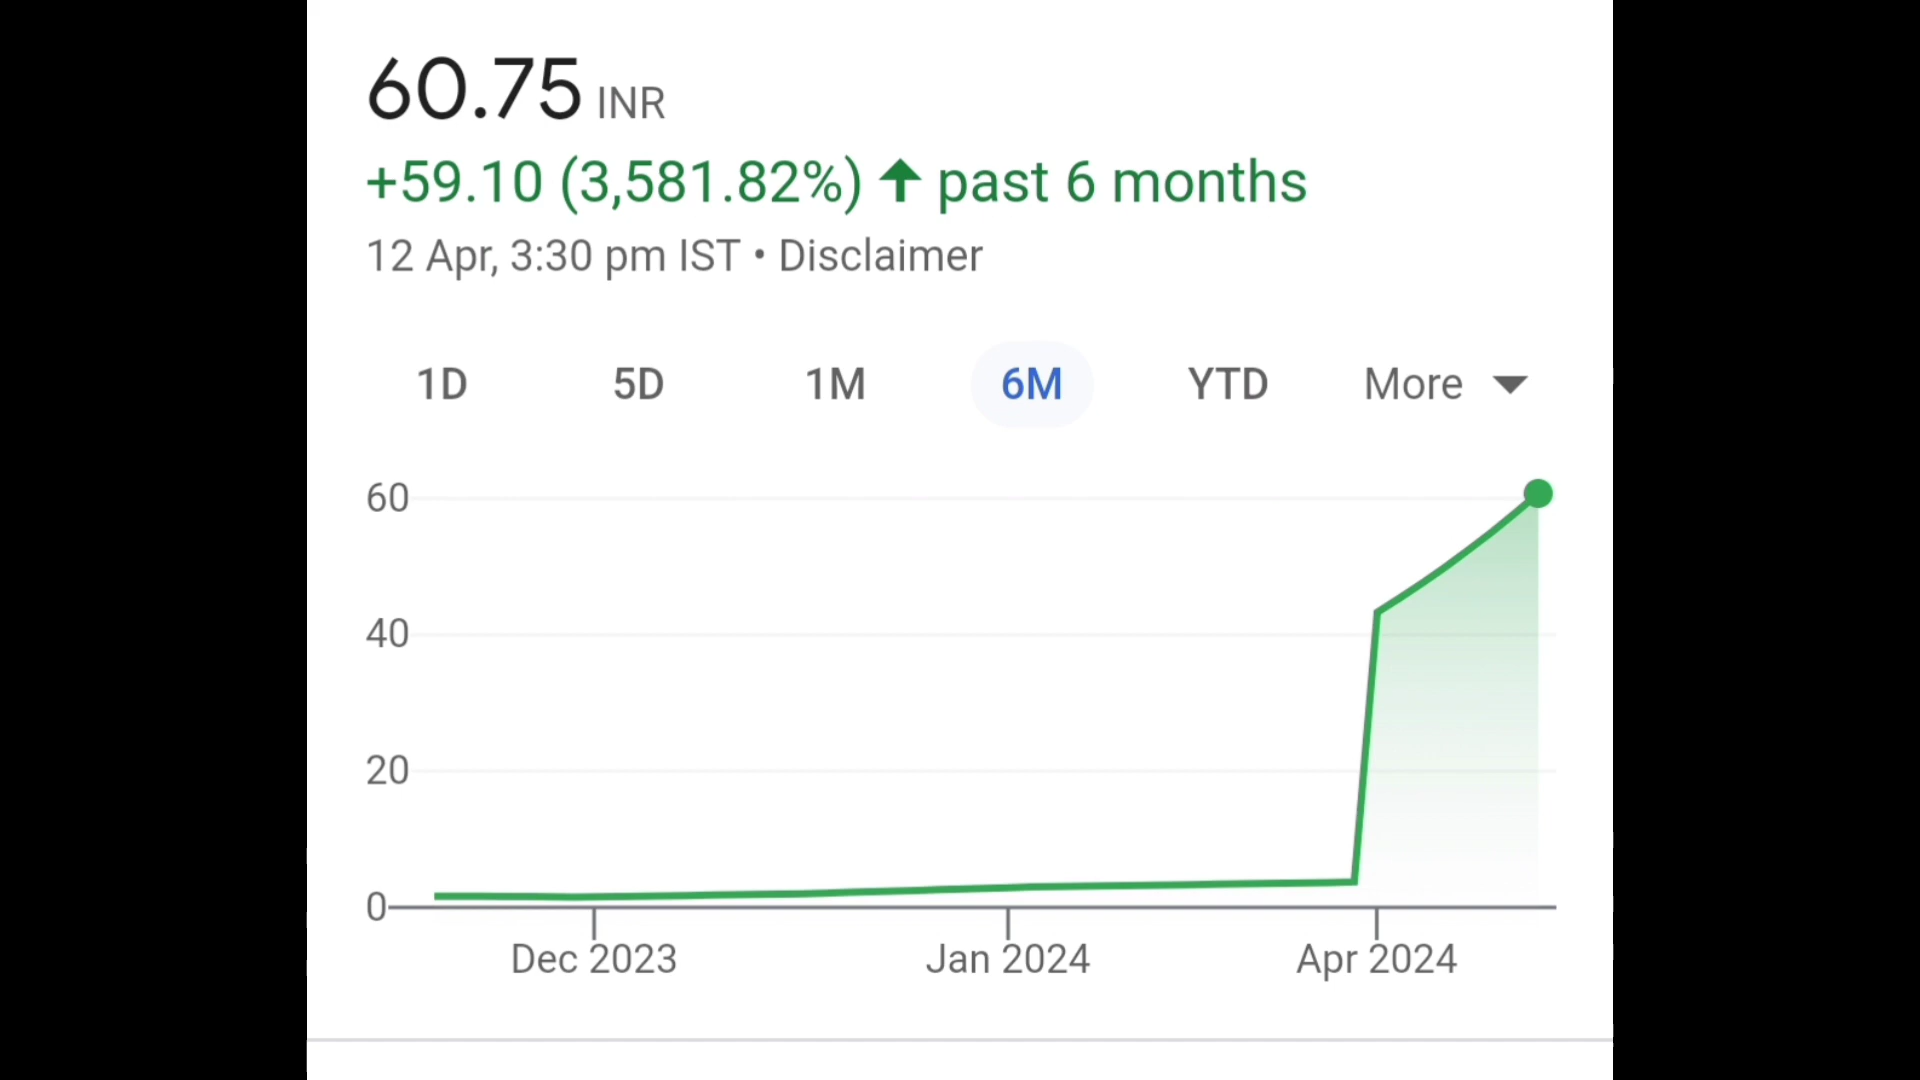 60.75 INR
+59.10 (3,581.82%) ↑ past 6 months
12 Apr, 3:30 pm IST • Disclaimer
1D 5D 1M 6M YTD More
60
40
20
0
Dec 2023 Jan 2024 Apr 2024